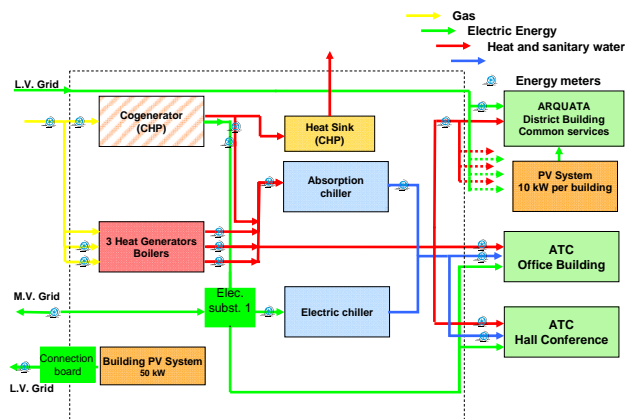 Gas
Electric Energy
Heat and sanitary water
Energy meters
L.V. Grid
Cogenerator
(CHP)
Heat Sink
(CHP)
ARQUATA
District Building
Common services
Absorption
chiller
PV System
10 kW per building
3 Heat Generators
Boilers
ATC
Office Building
Elec.
subst. 1
M.V. Grid
Electric chiller
ATC
Hall Conference
Connection
board
Building PV System
50 kW
L.V. Grid